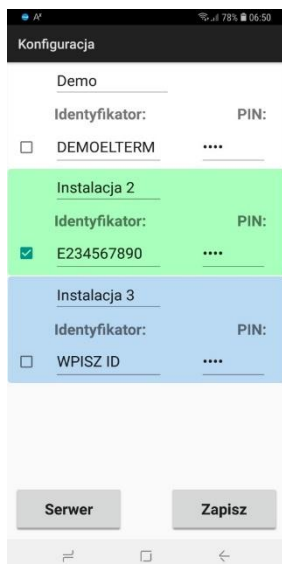 78% 06:50
Konfiguracja
Demo
Identyfikator: PIN:
DEMOELTERM ••••
Instalacja 2
Identyfikator: PIN:
E234567890 ••••
Instalacja 3
Identyfikator: PIN:
WPISZ ID ••••
Serwer Zapisz